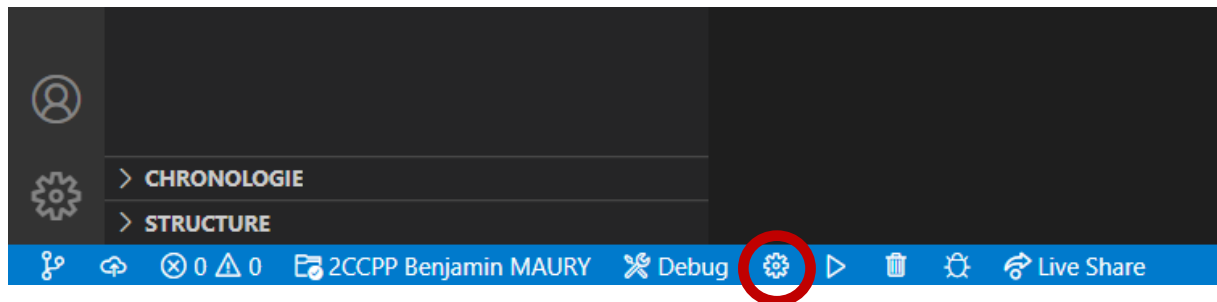 CHRONOLOGIE
STRUCTURE
0 0 2CCPP Benjamin MAURY Debug Live Share